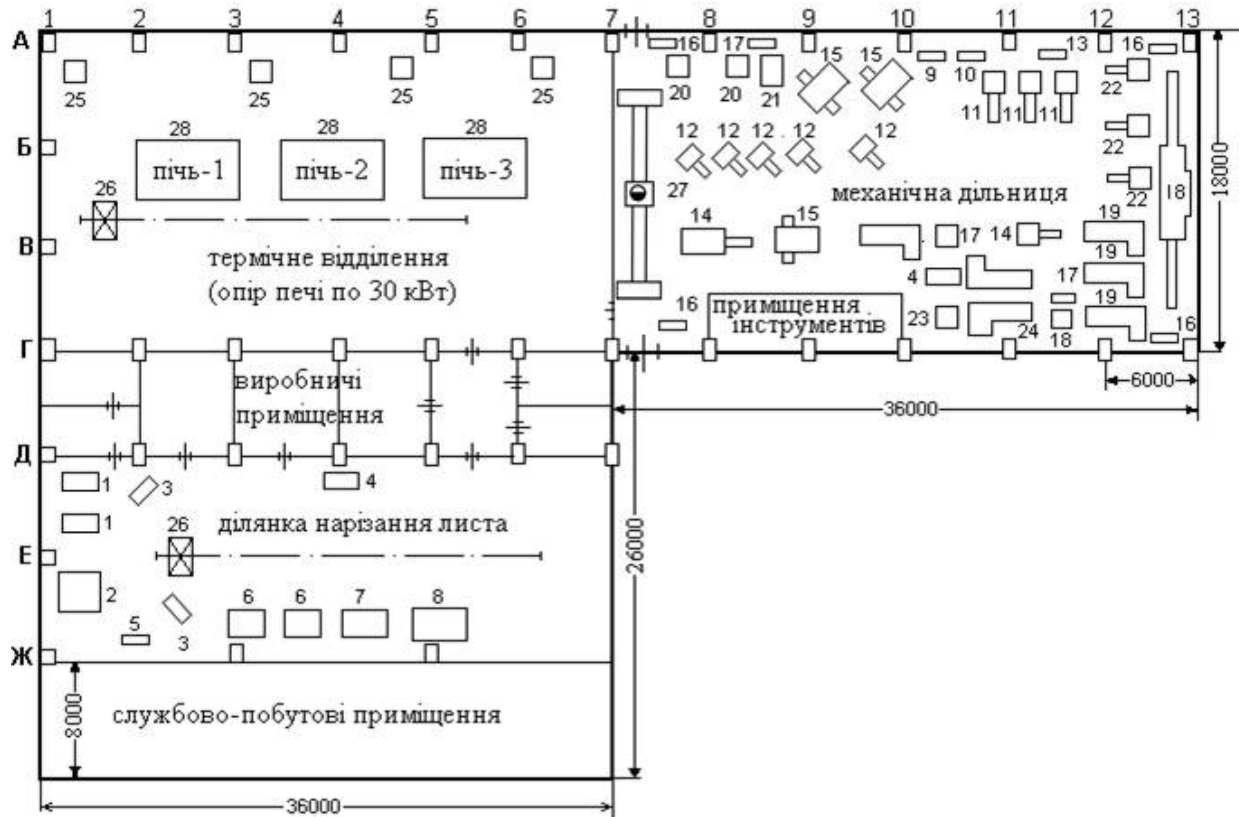 1 2 3 4 5 6 7 8 9 10 11 12 13
А
16 17 15 15 13 16
9 10
25 25 25 25
20 20 21
11 11 11
22
28 28 28
12 12 12 12 12
22
Б
пічь-1 пічь-2 пічь-3
18000
26
27
механічна дільниця
22
18
14 15
19
В
17 14
19
термічне відділення
(опір печі по 30 кВт)
4
17
16
приміщення
інструментів
23
24
18
19
16
Г
виробничі
приміщення
6000
36000
Д
1
3
4
1
26
ділянка нарізання листа
Е
26000
2
3
6 6 7 8
5
Ж
8000
службово-побутові приміщення
36000